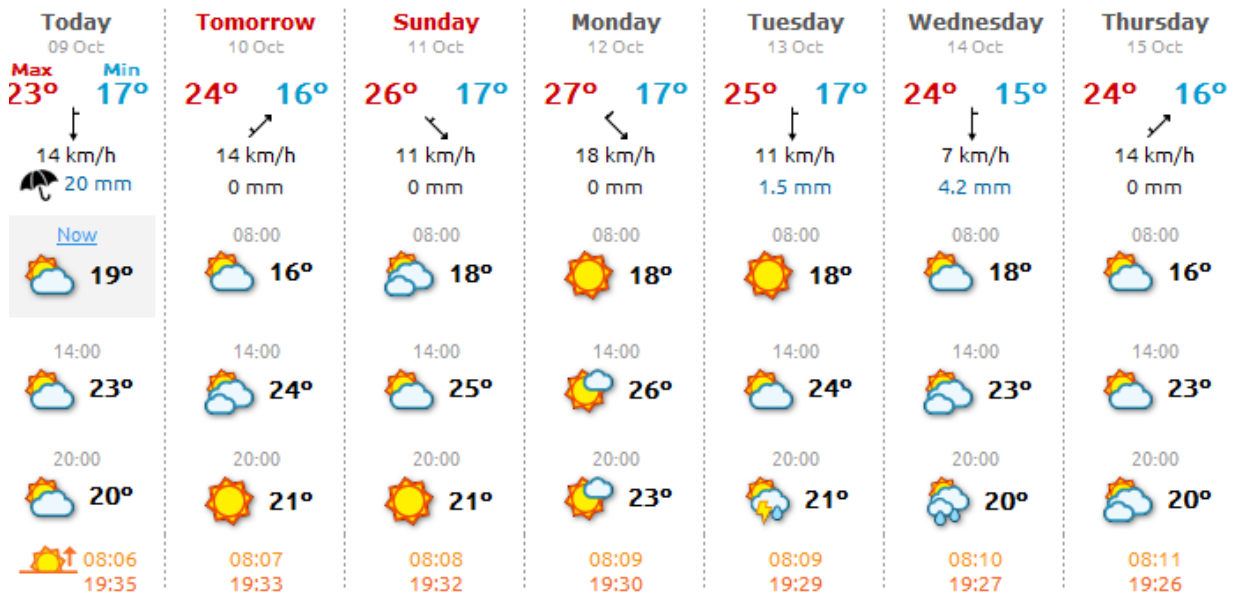 Today Tomorrow Sunday Monday Tuesday Wednesday Thursday
09 Oct 10 Oct 11 Oct 12 Oct 13 Oct 14 Oct 15 Oct
Max Min
23º 17º 24º 16º 26º 17º 27º 17º 25º 17º 24º 15º 24º 16º
14 km/h 14 km/h 11 km/h 18 km/h 11 km/h 7 km/h 14 km/h
20 mm 0 mm 0 mm 0 mm 1.5 mm 4.2 mm 0 mm
Now 08:00 08:00 08:00 08:00 08:00 08:00
19º 16º 18º 18º 18º 18º 16º
14:00 14:00 14:00 14:00 14:00 14:00 14:00
23º 24º 25º 26º 24º 23º 23º
20:00 20:00 20:00 20:00 20:00 20:00 20:00
20º 21º 21º 23º 21º 20º 20º
08:06 08:07 08:08 08:09 08:09 08:10 08:11
19:35 19:33 19:32 19:30 19:29 19:27 19:26